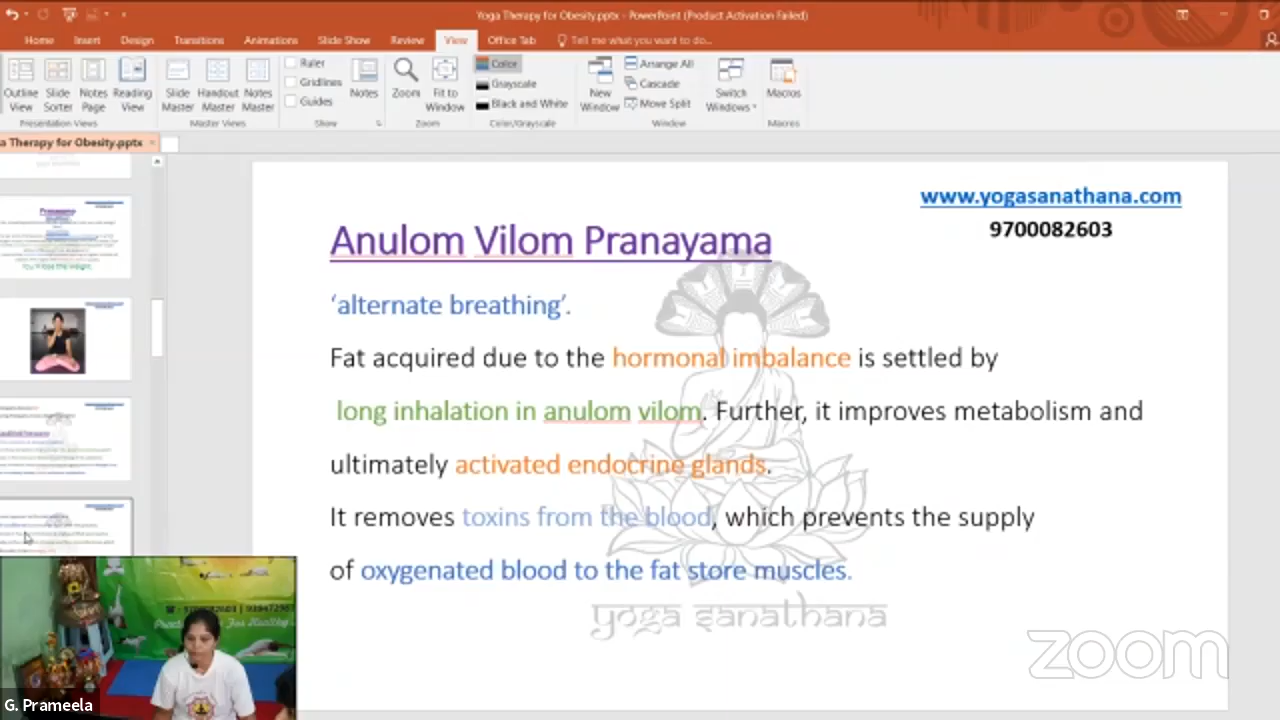 Yoga Therapy for Obesity.pptx - PowerPoint (Product Activation Failed)
Home Insert Design Transitions Animations Slide Show Review View Office Tab Tell me what you want to do...
Outline View Slide Sorter Notes Page Reading View
Presentation Views
Slide Master Handout Master Notes Master
Master Views
Ruler
Gridlines
Guides
Notes
Show
Zoom Fit to Window
Zoom
Color
Grayscale
Black and White
Color/Grayscale
New Window
Arrange All
Cascade
Move Split
Switch Windows
Window
Macros
Macros
a Therapy for Obesity.pptx
Pranayama
You'll lose the weight
www.yogasanathana.com
9700082603
Anulom Vilom Pranayama
‘alternate breathing’.
Fat acquired due to the hormonal imbalance is settled by
long inhalation in anulom vilom. Further, it improves metabolism and
ultimately activated endocrine glands.
It removes toxins from the blood, which prevents the supply
of oxygenated blood to the fat store muscles.
yoga sanathana
zoom
G. Prameela